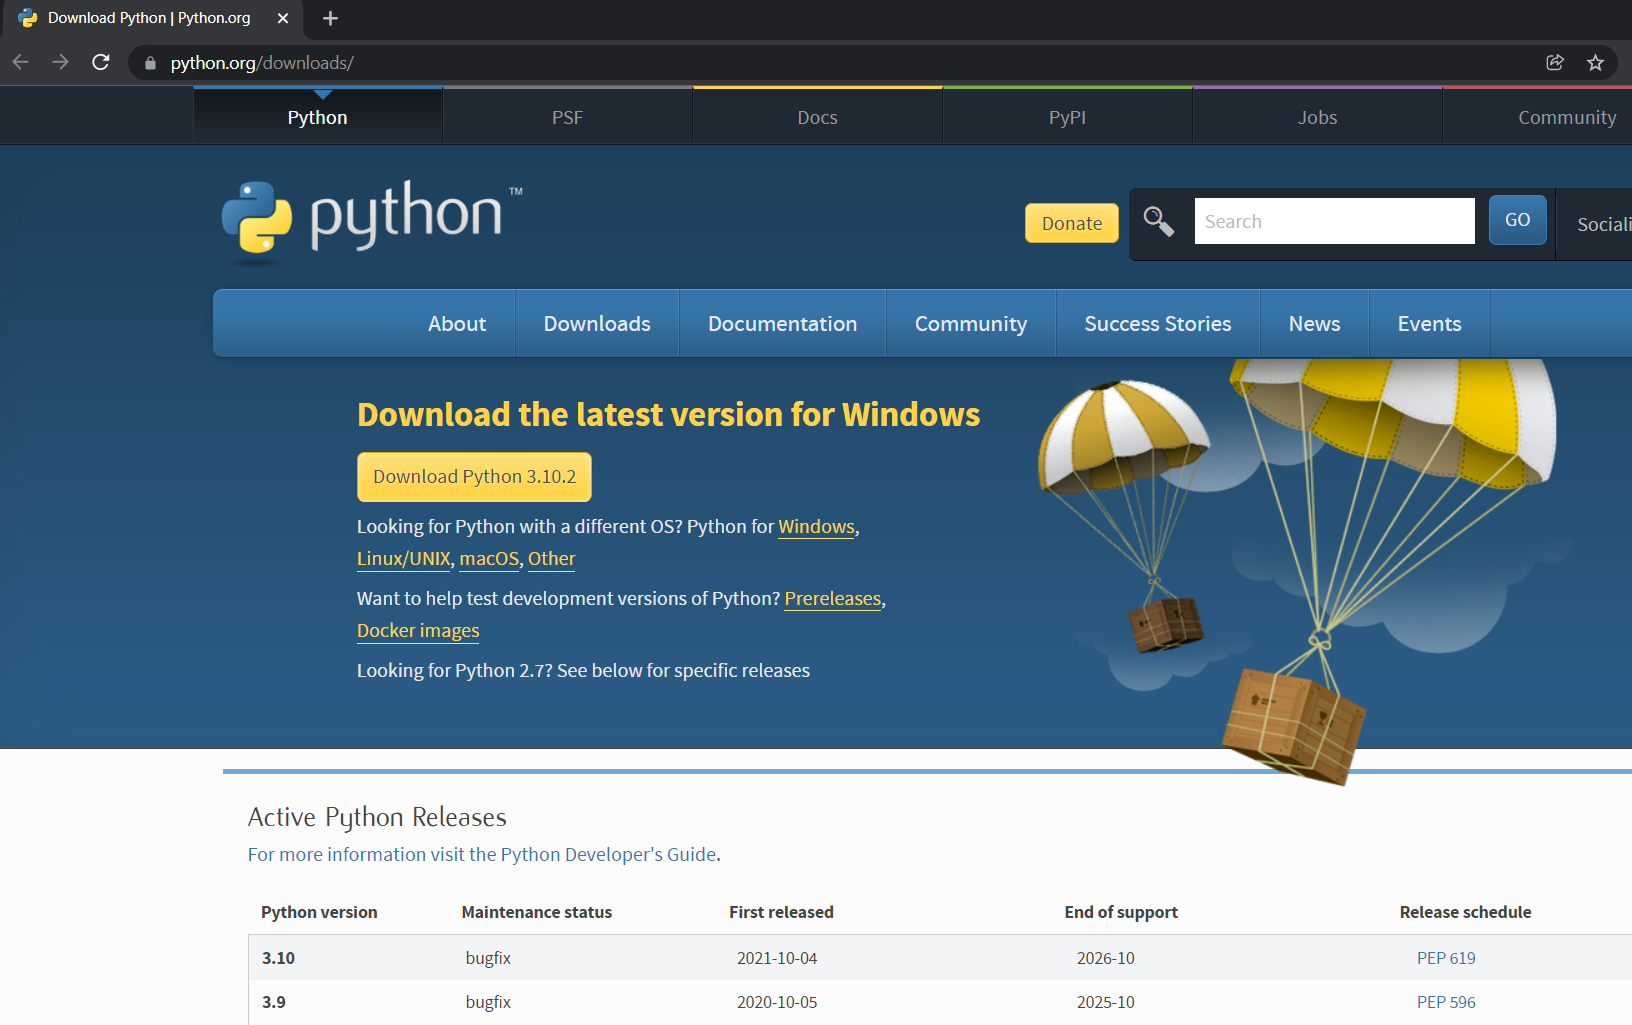 Download Python | Python.org
python.org/downloads/
Python PSF Docs PyPI Jobs Community
python™
Donate Search GO Sociali
About Downloads Documentation Community Success Stories News Events
Download the latest version for Windows
Download Python 3.10.2
Looking for Python with a different OS? Python for Windows,
Linux/UNIX, macOS, Other
Want to help test development versions of Python? Prereleases,
Docker images
Looking for Python 2.7? See below for specific releases
Active Python Releases
For more information visit the Python Developer's Guide.
Python version Maintenance status First released End of support Release schedule
3.10 bugfix 2021-10-04 2026-10 PEP 619
3.9 bugfix 2020-10-05 2025-10 PEP 596